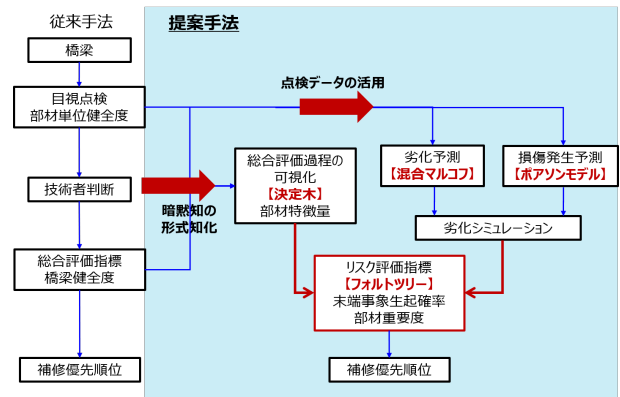 従来手法
橋梁
目視点検
部材単位健全度
技術者判断
総合評価指標
橋梁健全度
補修優先順位
提案手法
点検データの活用
暗黙知の
形式知化
総合評価過程の
可視化
【決定木】
部材特徴量
劣化予測
【混合マルコフ】
損傷発生予測
【ポアソンモデル】
劣化シミュレーション
リスク評価指標
【フォルトツリー】
末端事象生起確率
部材重要度
補修優先順位